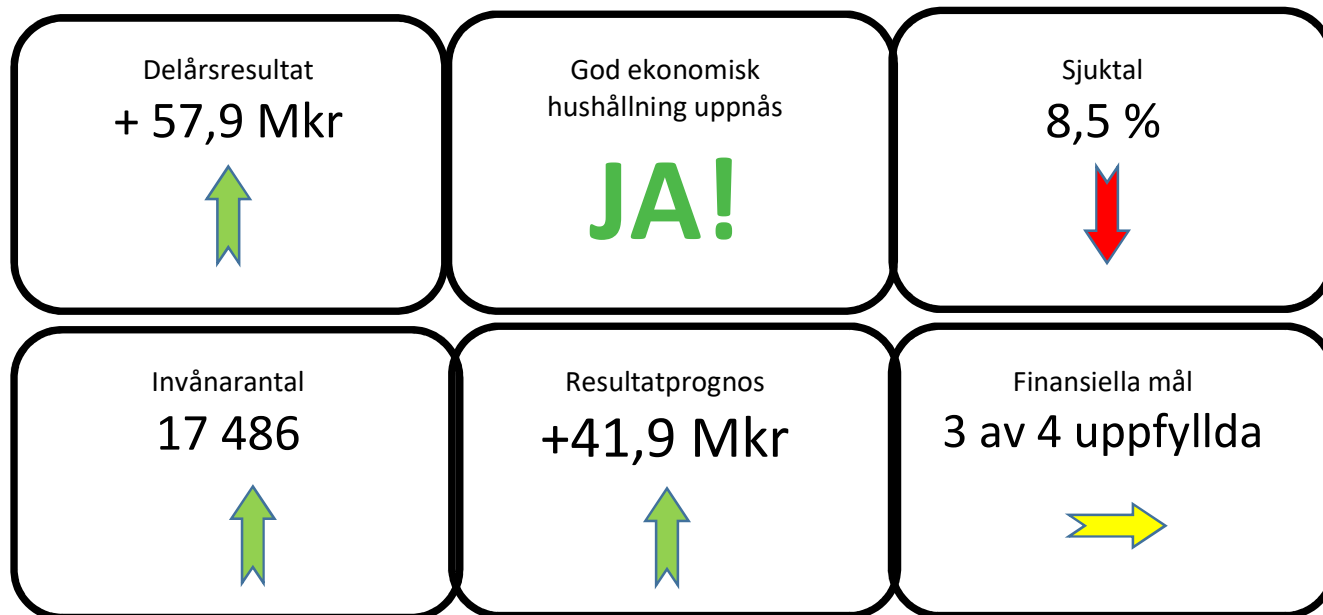 Delårsresultat
+ 57,9 Mkr
God ekonomisk
hushållning uppnås
JA!
Sjuktal
8,5 %
Invånarantal
17 486
Resultatprognos
+41,9 Mkr
Finansiella mål
3 av 4 uppfyllda